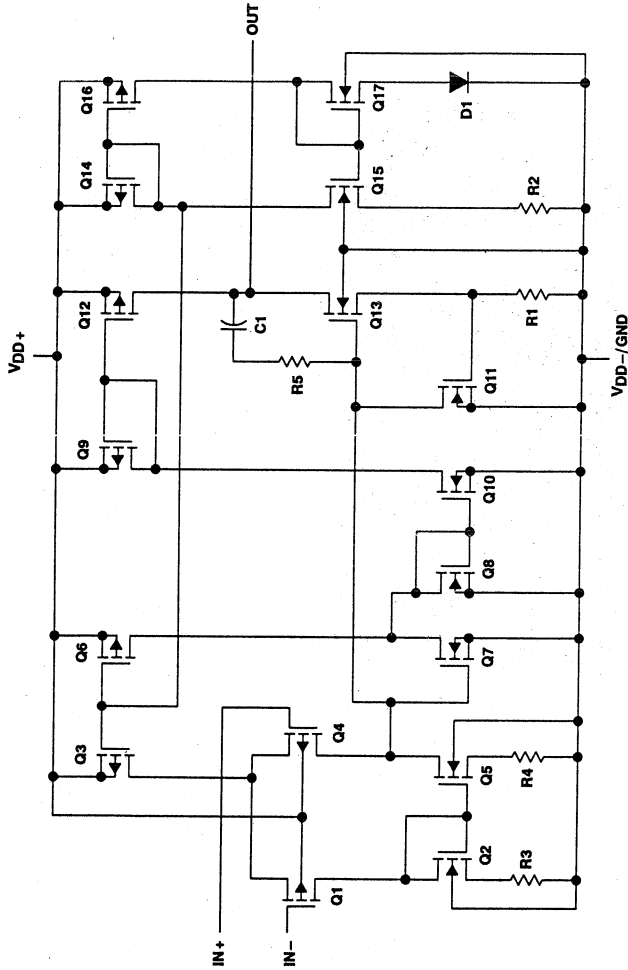 VDD+
OUT
Q3
Q6
Q9
Q12
Q14
Q16
IN+
IN−
Q1
Q4
C1
R5
Q13
Q15
Q17
Q2
Q5
Q7
Q8
Q10
Q11
D1
R3
R4
R1
R2
VDD−/GND